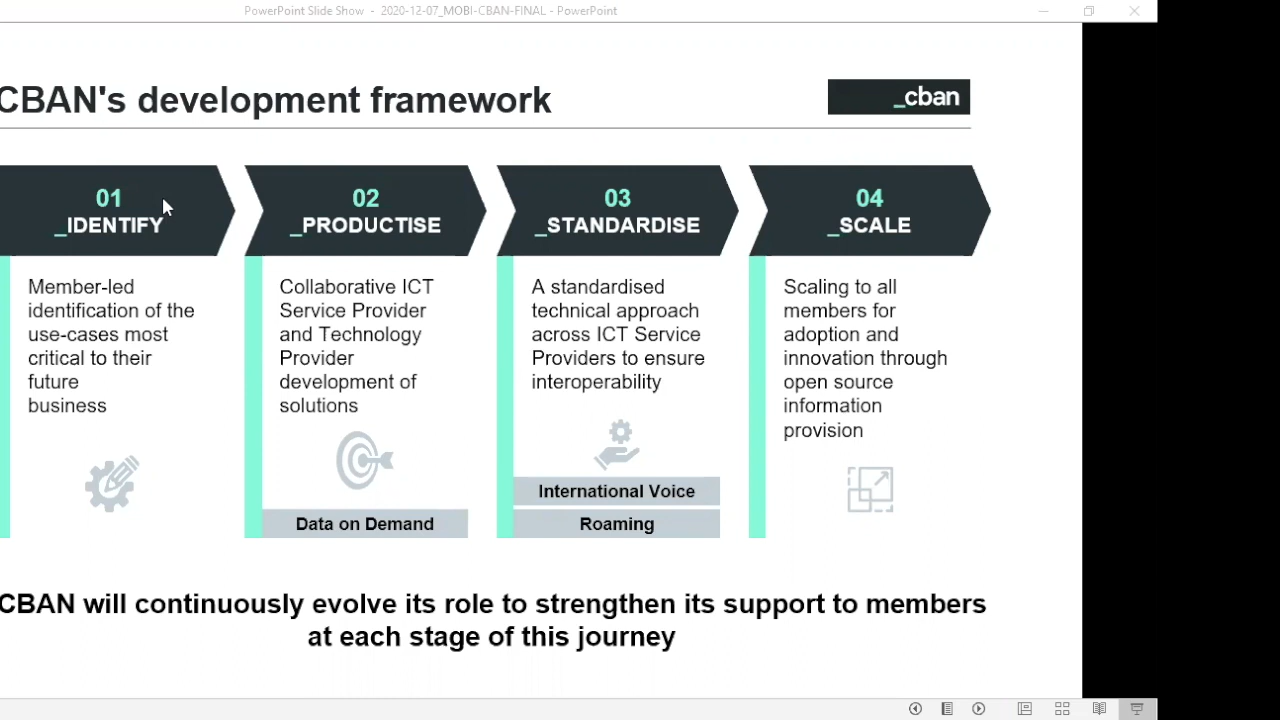 PowerPoint Slide Show - 2020-12-07_MOBI-CBAN-FINAL - PowerPoint
CBAN's development framework
_cban
01
_IDENTIFY
Member-led
identification of the
use-cases most
critical to their
future
business
02
_PRODUCTISE
Collaborative ICT
Service Provider
and Technology
Provider
development of
solutions
Data on Demand
03
_STANDARDISE
A standardised
technical approach
across ICT Service
Providers to ensure
interoperability
International Voice
Roaming
04
_SCALE
Scaling to all
members for
adoption and
innovation through
open source
information
provision
CBAN will continuously evolve its role to strengthen its support to members
at each stage of this journey